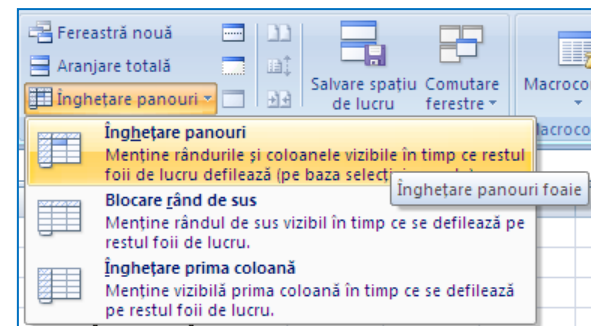 Fereastră nouă
Aranjare totală
Înghețare panouri
Salvare spațiu de lucru
Comutare ferestre
Macroco
Macroco
Înghețare panouri
Menține rândurile și coloanele vizibile în timp ce restul
foii de lucru defilează (pe baza
Înghețare panouri foaie
Blocare rând de sus
Menține rândul de sus vizibil în timp ce se defilează pe
restul foii de lucru.
Înghețare prima coloană
Menține vizibilă prima coloană în timp ce se defilează
pe restul foii de lucru.